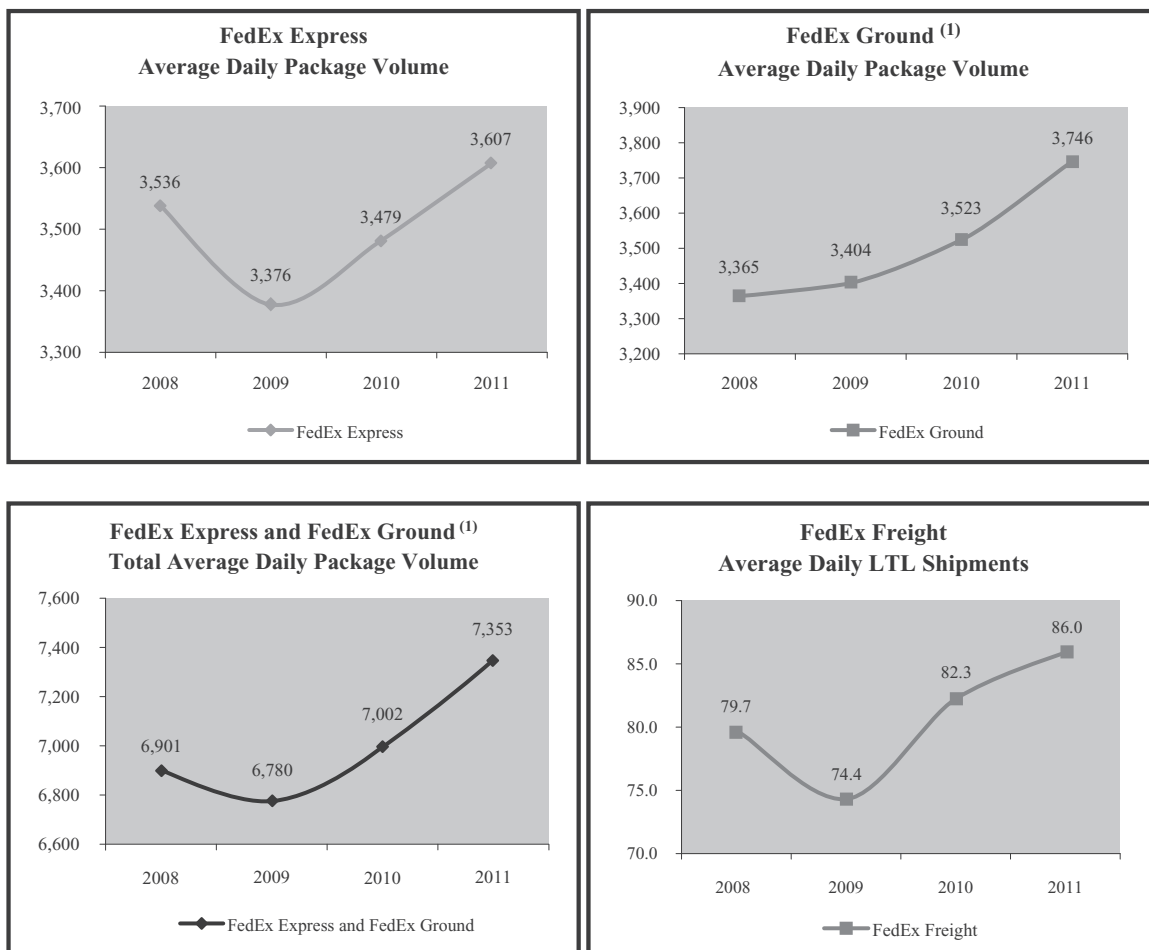 FedEx Express
Average Daily Package Volume
3,700
3,600
3,500
3,400
3,300
3,536
3,376
3,479
3,607
2008 2009 2010 2011
FedEx Express
FedEx Ground (1)
Average Daily Package Volume
3,900
3,800
3,700
3,600
3,500
3,400
3,300
3,200
3,365
3,404
3,523
3,746
2008 2009 2010 2011
FedEx Ground
FedEx Express and FedEx Ground (1)
Total Average Daily Package Volume
7,600
7,400
7,200
7,000
6,800
6,600
6,901
6,780
7,002
7,353
2008 2009 2010 2011
FedEx Express and FedEx Ground
FedEx Freight
Average Daily LTL Shipments
90.0
85.0
80.0
75.0
70.0
79.7
74.4
82.3
86.0
2008 2009 2010 2011
FedEx Freight